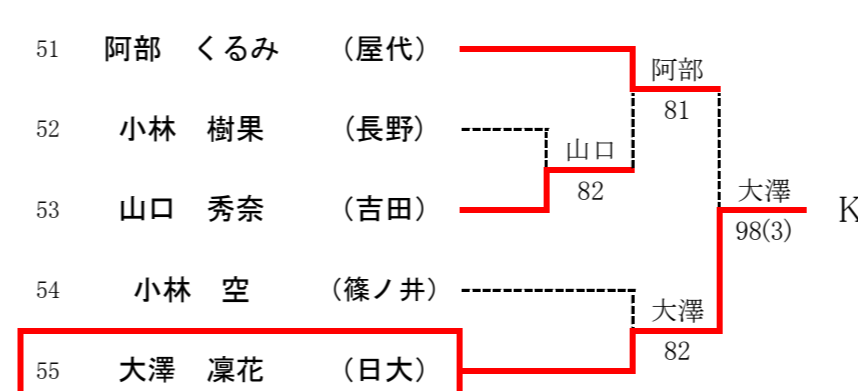 51 阿部 くるみ （屋代）
阿部
81
52 小林 樹果 （長野）
山口
82
53 山口 秀奈 （吉田）
大澤
98(3)
K
54 小林 空 （篠ノ井）
大澤
82
55 大澤 凜花 （日大）